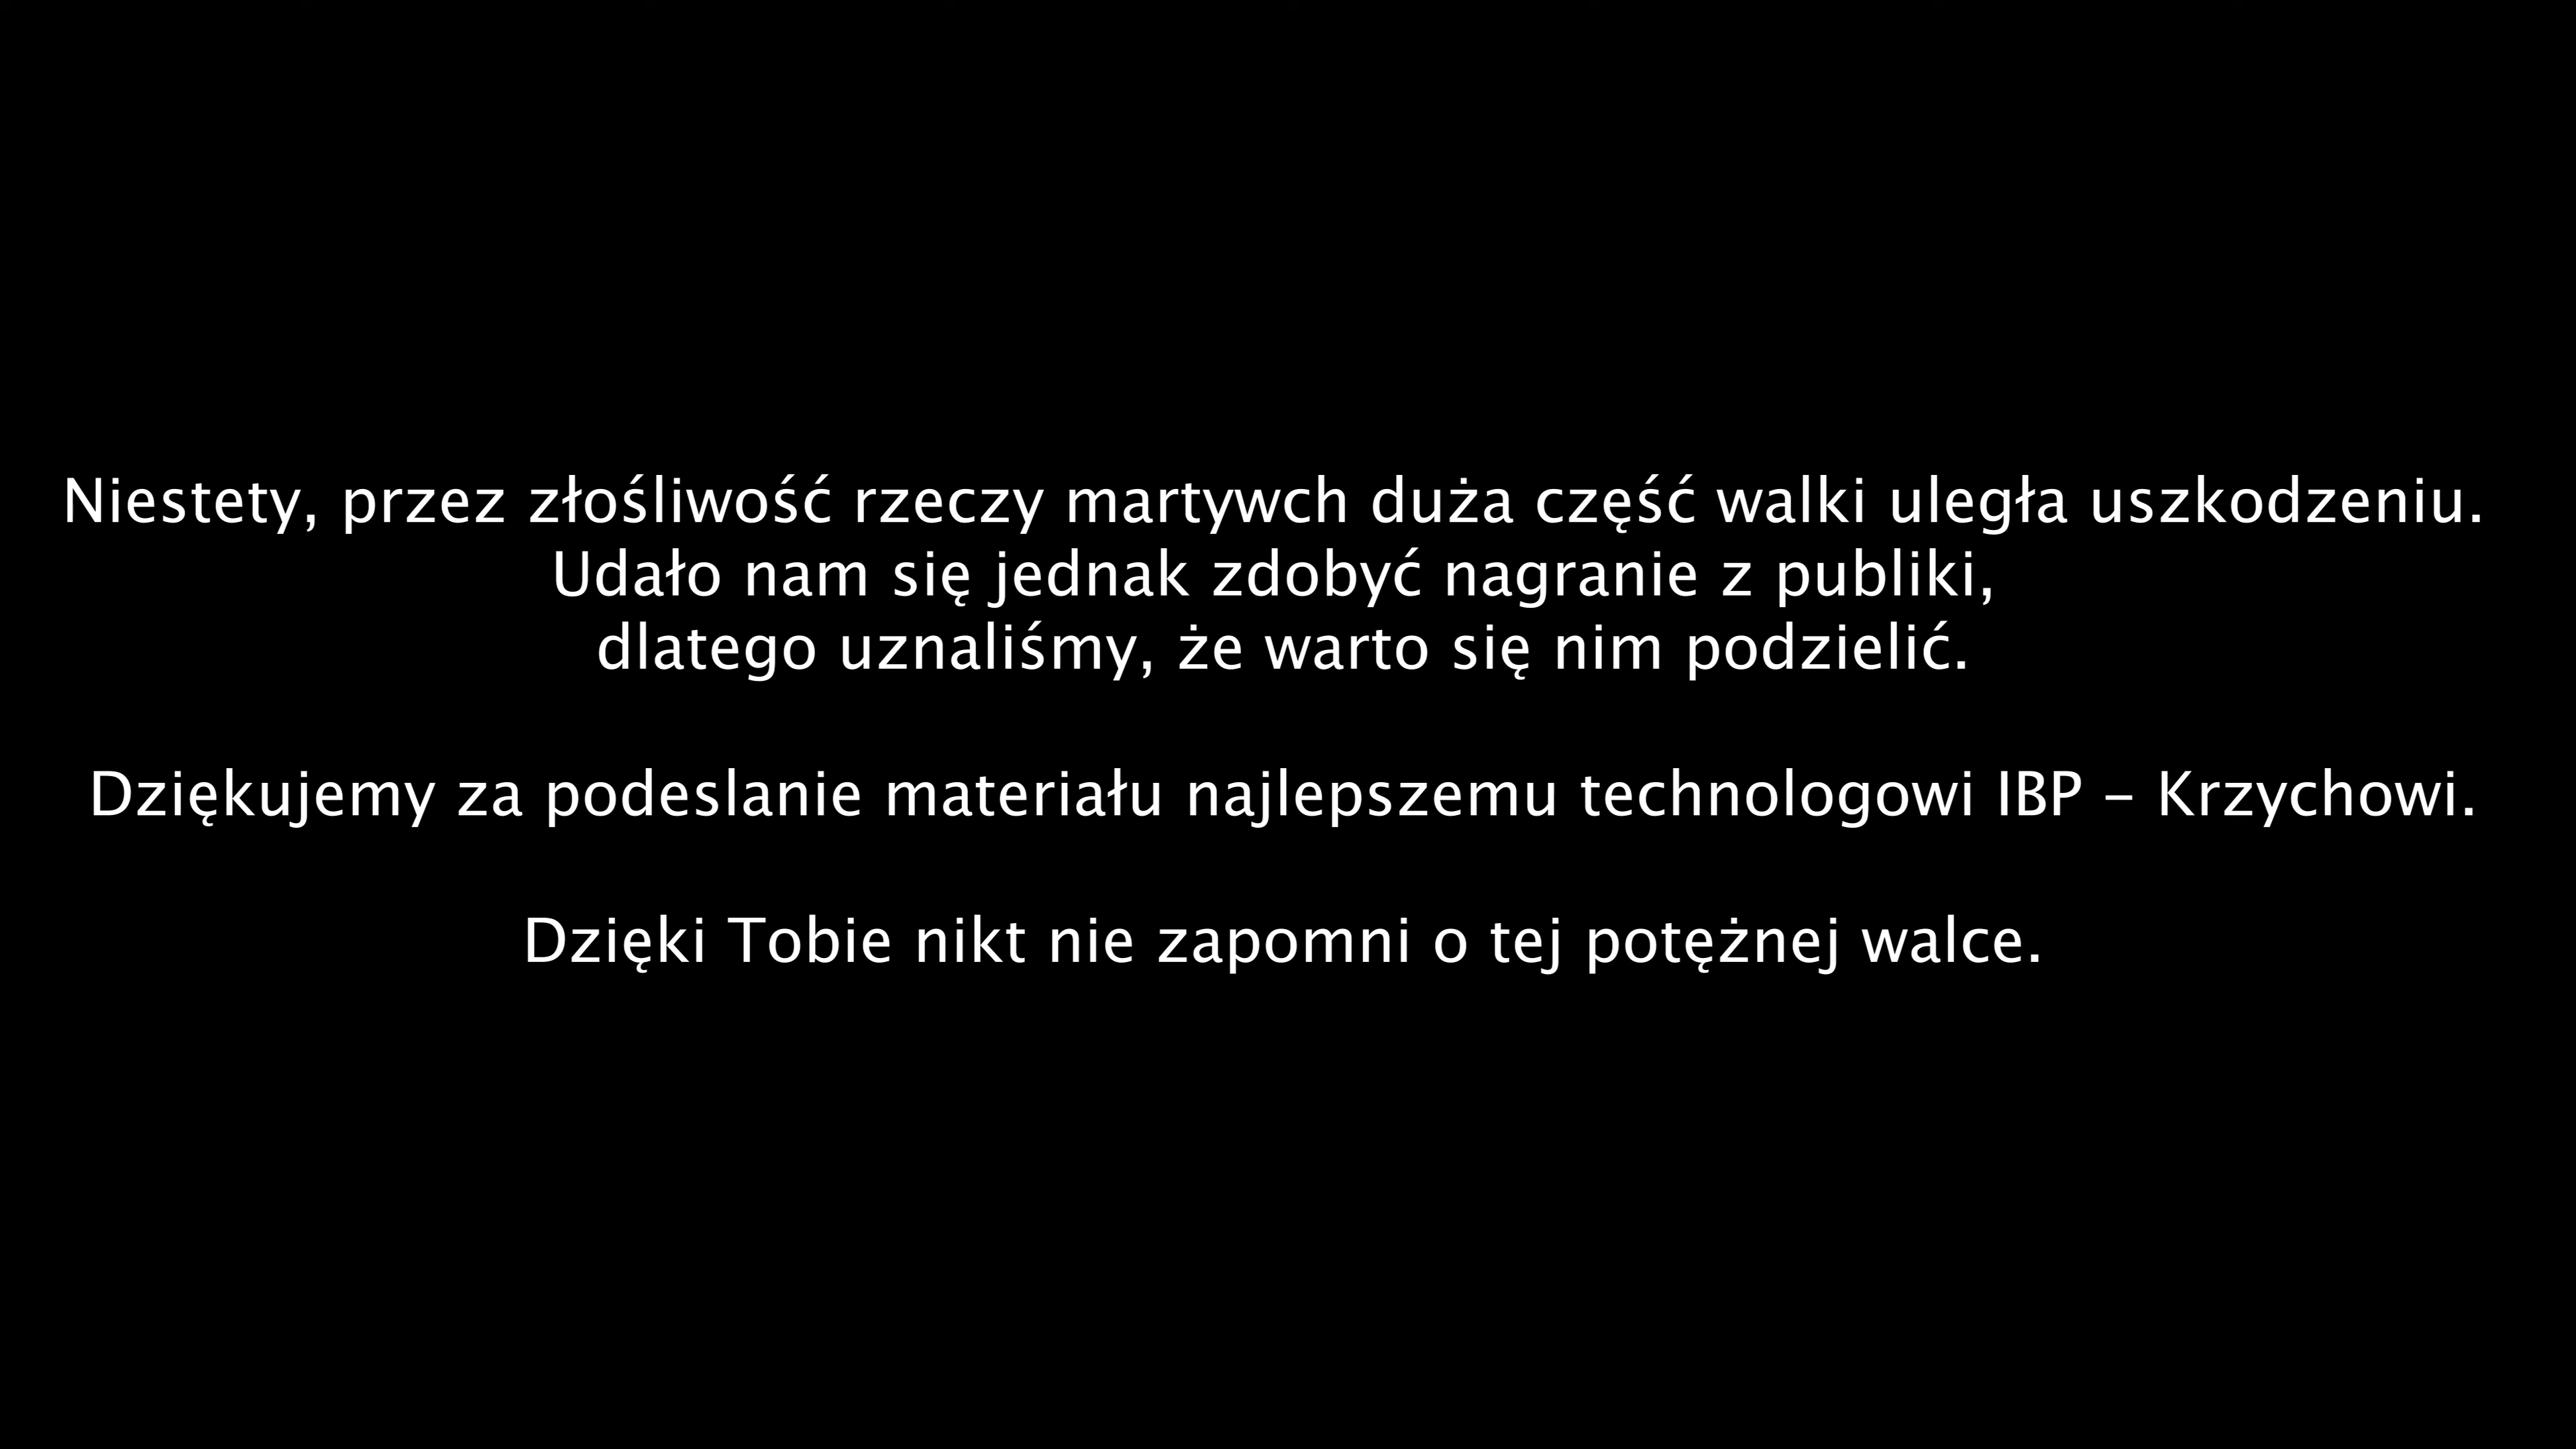 Niestety, przez złośliwość rzeczy martywch duża część walki uległa uszkodzeniu.
Udało nam się jednak zdobyć nagranie z publiki,
dlatego uznaliśmy, że warto się nim podzielić.
Dziękujemy za podeslanie materiału najlepszemu technologowi IBP – Krzychowi.
Dzięki Tobie nikt nie zapomni o tej potężnej walce.